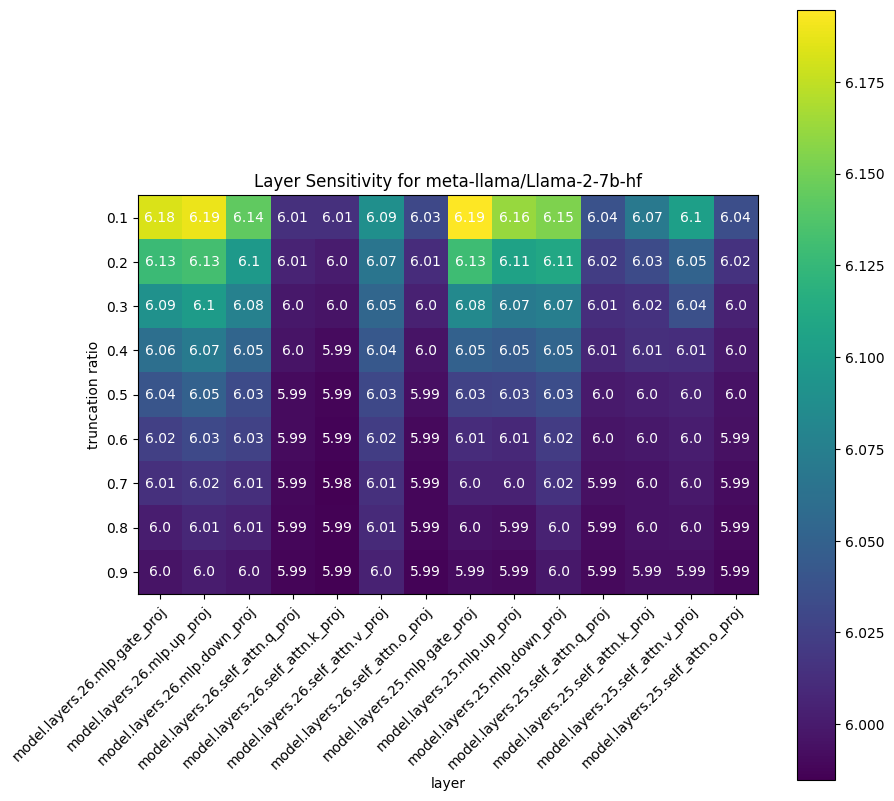 Layer Sensitivity for meta-llama/Llama-2-7b-hf
truncation ratio
0.1 6.18 6.19 6.14 6.01 6.01 6.09 6.03 6.19 6.16 6.15 6.04 6.07 6.1 6.04
0.2 6.13 6.13 6.1 6.01 6.0 6.07 6.01 6.13 6.11 6.11 6.02 6.03 6.05 6.02
0.3 6.09 6.1 6.08 6.0 6.0 6.05 6.0 6.08 6.07 6.07 6.01 6.02 6.04 6.0
0.4 6.06 6.07 6.05 6.0 5.99 6.04 6.0 6.05 6.05 6.05 6.01 6.01 6.01 6.0
0.5 6.04 6.05 6.03 5.99 5.99 6.03 5.99 6.03 6.03 6.03 6.0 6.0 6.0 6.0
0.6 6.02 6.03 6.03 5.99 5.99 6.02 5.99 6.01 6.01 6.02 6.0 6.0 6.0 5.99
0.7 6.01 6.02 6.01 5.99 5.98 6.01 5.99 6.0 6.0 6.02 5.99 6.0 6.0 5.99
0.8 6.0 6.01 6.01 5.99 5.99 6.01 5.99 6.0 5.99 6.0 5.99 6.0 6.0 5.99
0.9 6.0 6.0 6.0 5.99 5.99 6.0 5.99 5.99 5.99 6.0 5.99 5.99 5.99 5.99
model.layers.26.mlp.gate_proj
model.layers.26.mlp.up_proj
model.layers.26.mlp.down_proj
model.layers.26.self_attn.q_proj
model.layers.26.self_attn.k_proj
model.layers.26.self_attn.v_proj
model.layers.26.self_attn.o_proj
model.layers.25.mlp.gate_proj
model.layers.25.mlp.up_proj
model.layers.25.mlp.down_proj
model.layers.25.self_attn.q_proj
model.layers.25.self_attn.k_proj
model.layers.25.self_attn.v_proj
model.layers.25.self_attn.o_proj
layer
6.175
6.150
6.125
6.100
6.075
6.050
6.025
6.000